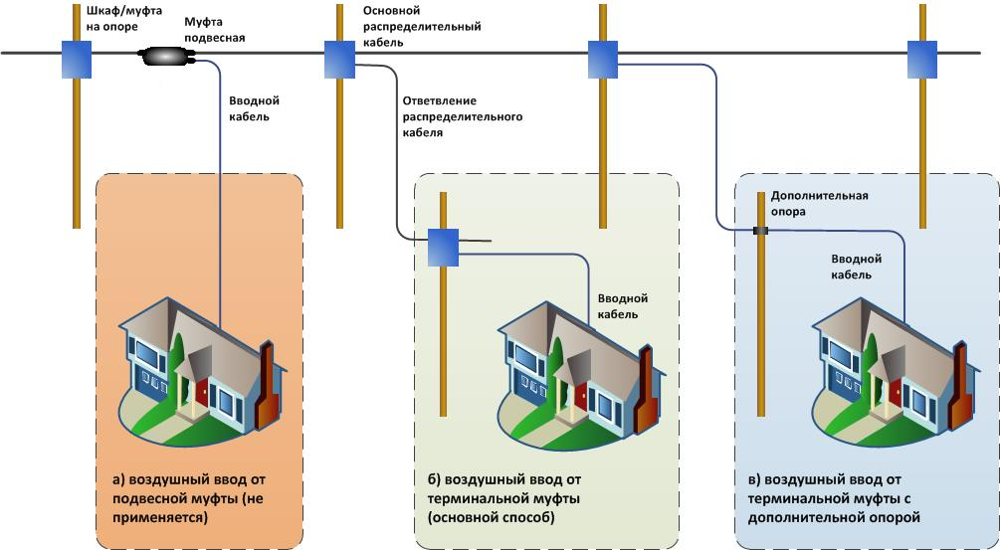 Шкаф/муфта
на опоре
Муфта
подвесная
Основной
распределительный
кабель
Вводной
кабель
Ответвление
распределительного
кабеля
Дополнительная
опора
Вводной
кабель
Вводной
кабель
а) воздушный ввод от
подвесной муфты (не
применяется)
б) воздушный ввод от
терминальной муфты
(основной способ)
в) воздушный ввод от
терминальной муфты с
дополнительной опорой